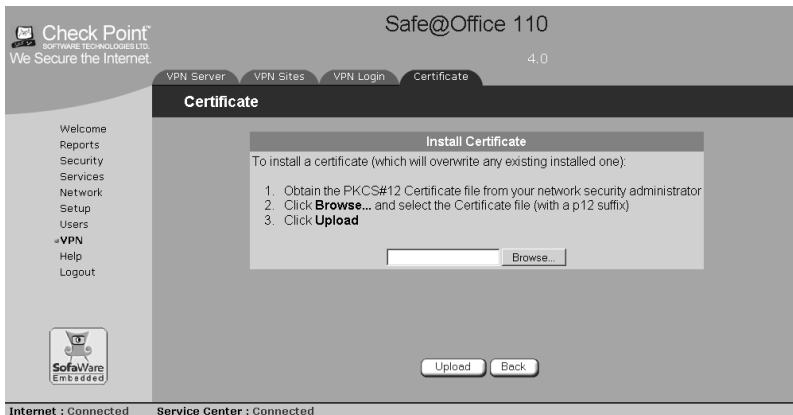 Check Point™
SOFTWARE TECHNOLOGIES LTD.
We Secure the Internet.
Safe@Office 110
4.0
VPN Server
VPN Sites
VPN Login
Certificate
Certificate
Welcome
Reports
Security
Services
Network
Setup
Users
VPN
Help
Logout
Install Certificate
To install a certificate (which will overwrite any existing installed one):
1. Obtain the PKCS#12 Certificate file from your network security administrator
2. Click Browse... and select the Certificate file (with a p12 suffix)
3. Click Upload
Browse...
SofaWare
Embedded
Upload
Back
Internet : Connected
Service Center : Connected